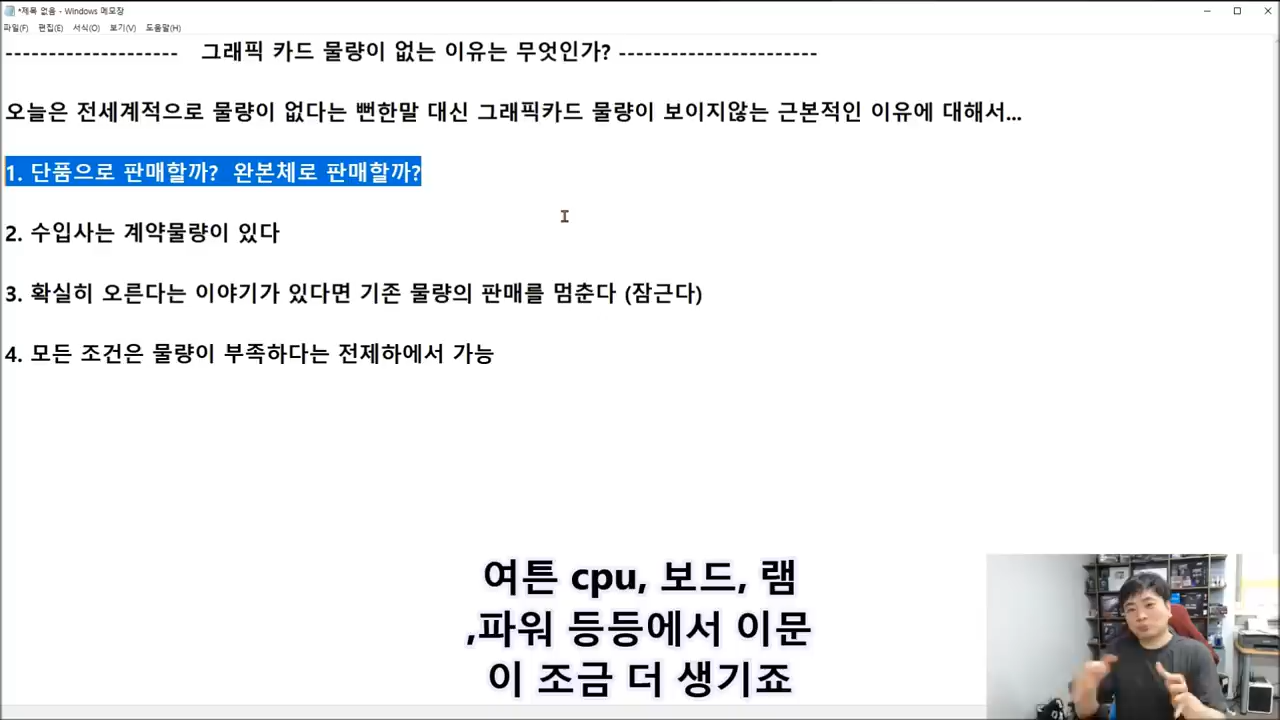 *제목 없음 - Windows 메모장
파일(F) 편집(E) 서식(O) 보기(V) 도움말(H)
------------------- 그래픽 카드 물량이 없는 이유는 무엇인가? -----------------------
오늘은 전세계적으로 물량이 없다는 뻔한말 대신 그래픽카드 물량이 보이지않는 근본적인 이유에 대해서...
1. 단품으로 판매할까? 완본체로 판매할까?
2. 수입사는 계약물량이 있다
3. 확실히 오른다는 이야기가 있다면 기존 물량의 판매를 멈춘다 (잠근다)
4. 모든 조건은 물량이 부족하다는 전제하에서 가능
여튼 cpu, 보드, 램
,파워 등등에서 이문
이 조금 더 생기죠